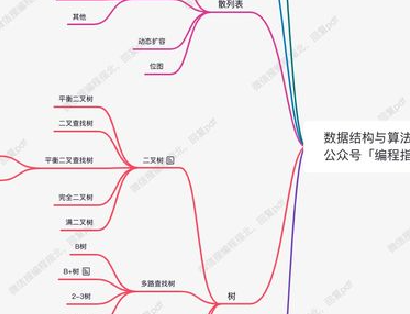 散列表
其他
动态扩容
位图
平衡二叉树
二叉查找树
平衡二叉查找树
二叉树
完全二叉树
满二叉树
B树
B+树
多路查找树
2-3树
树
数据结构与算法
公众号「编程指